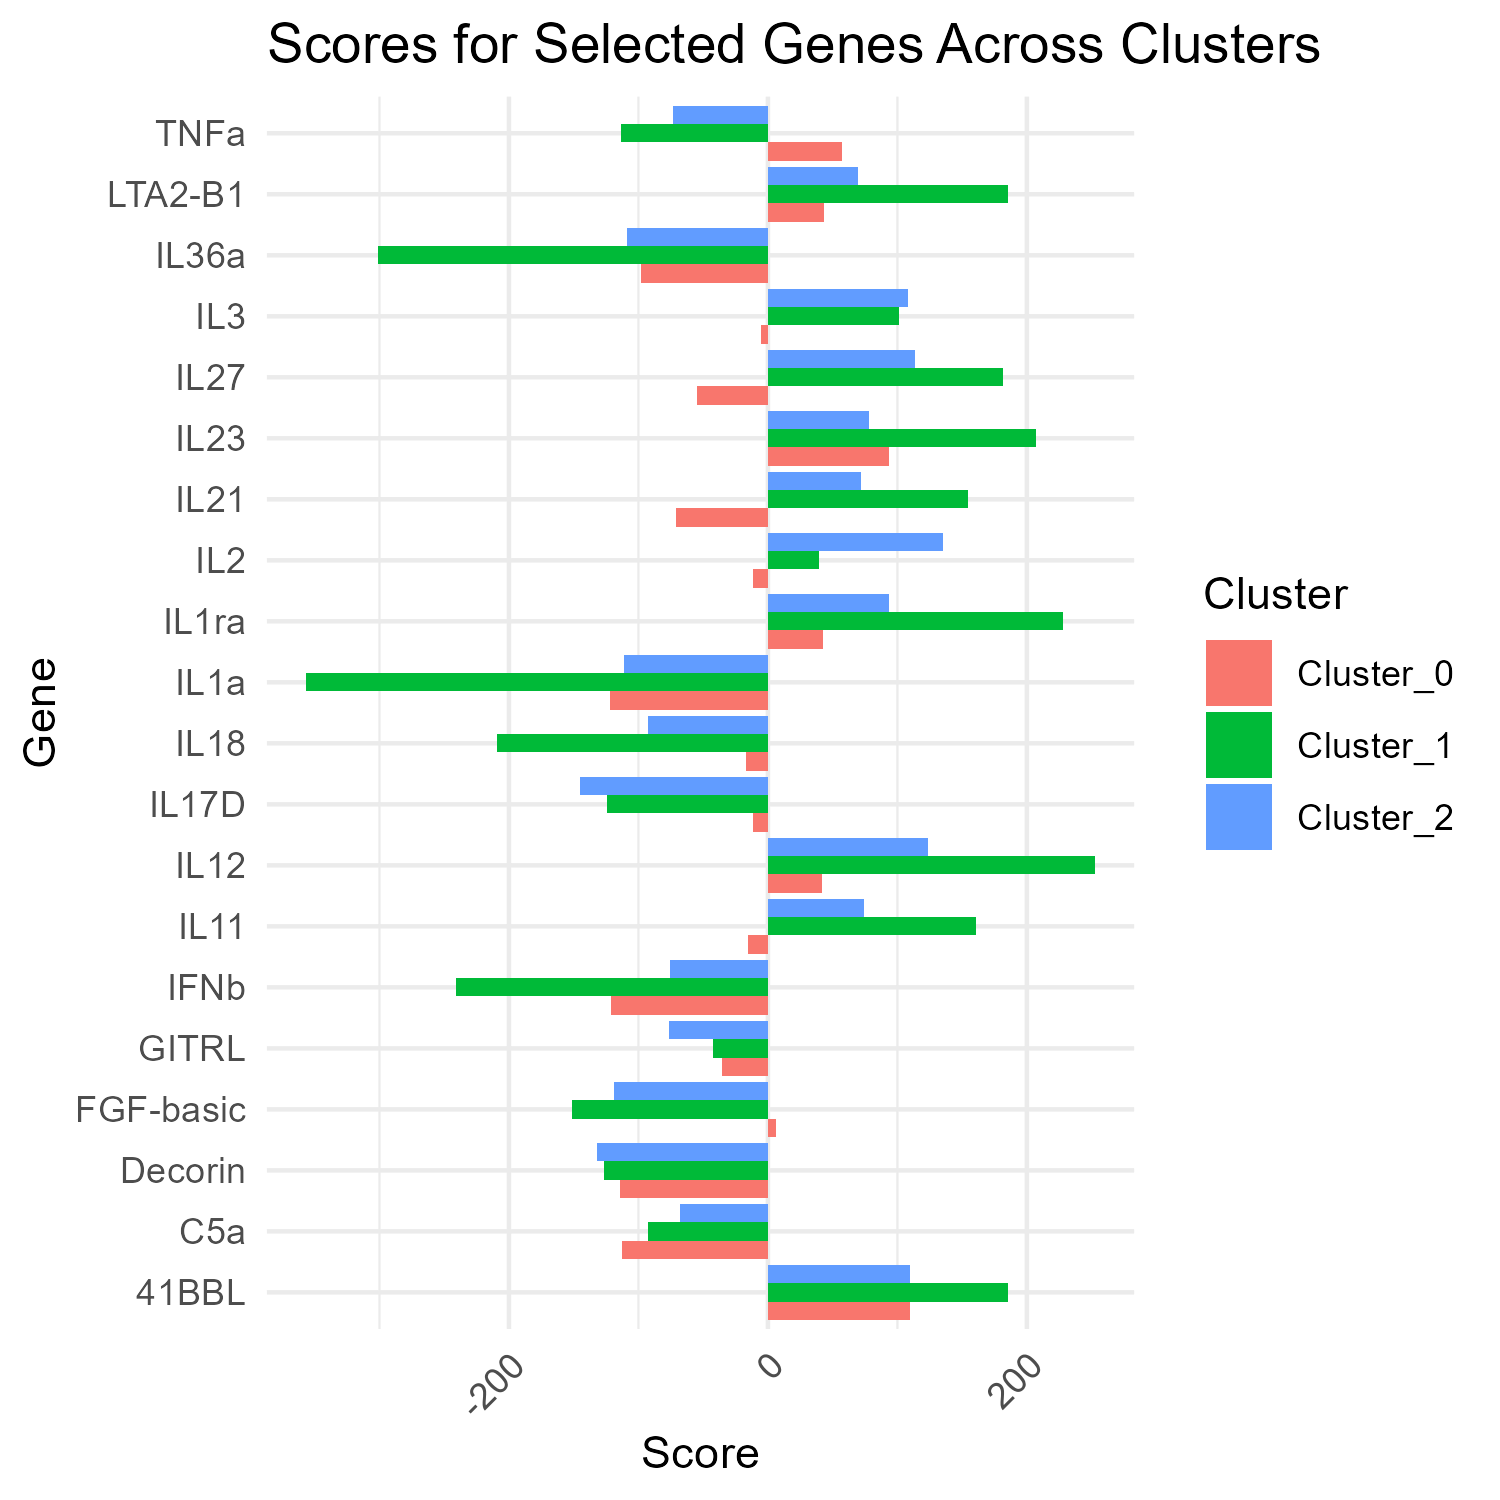 Scores for Selected Genes Across Clusters
TNFa
LTA2-B1
IL36a
IL3
IL27
IL23
IL21
IL2
IL1ra
IL1a
IL18
IL17D
IL12
IL11
IFNb
GITRL
FGF-basic
Decorin
C5a
41BBL
Gene
-200
0
200
Score
Cluster
Cluster_0
Cluster_1
Cluster_2